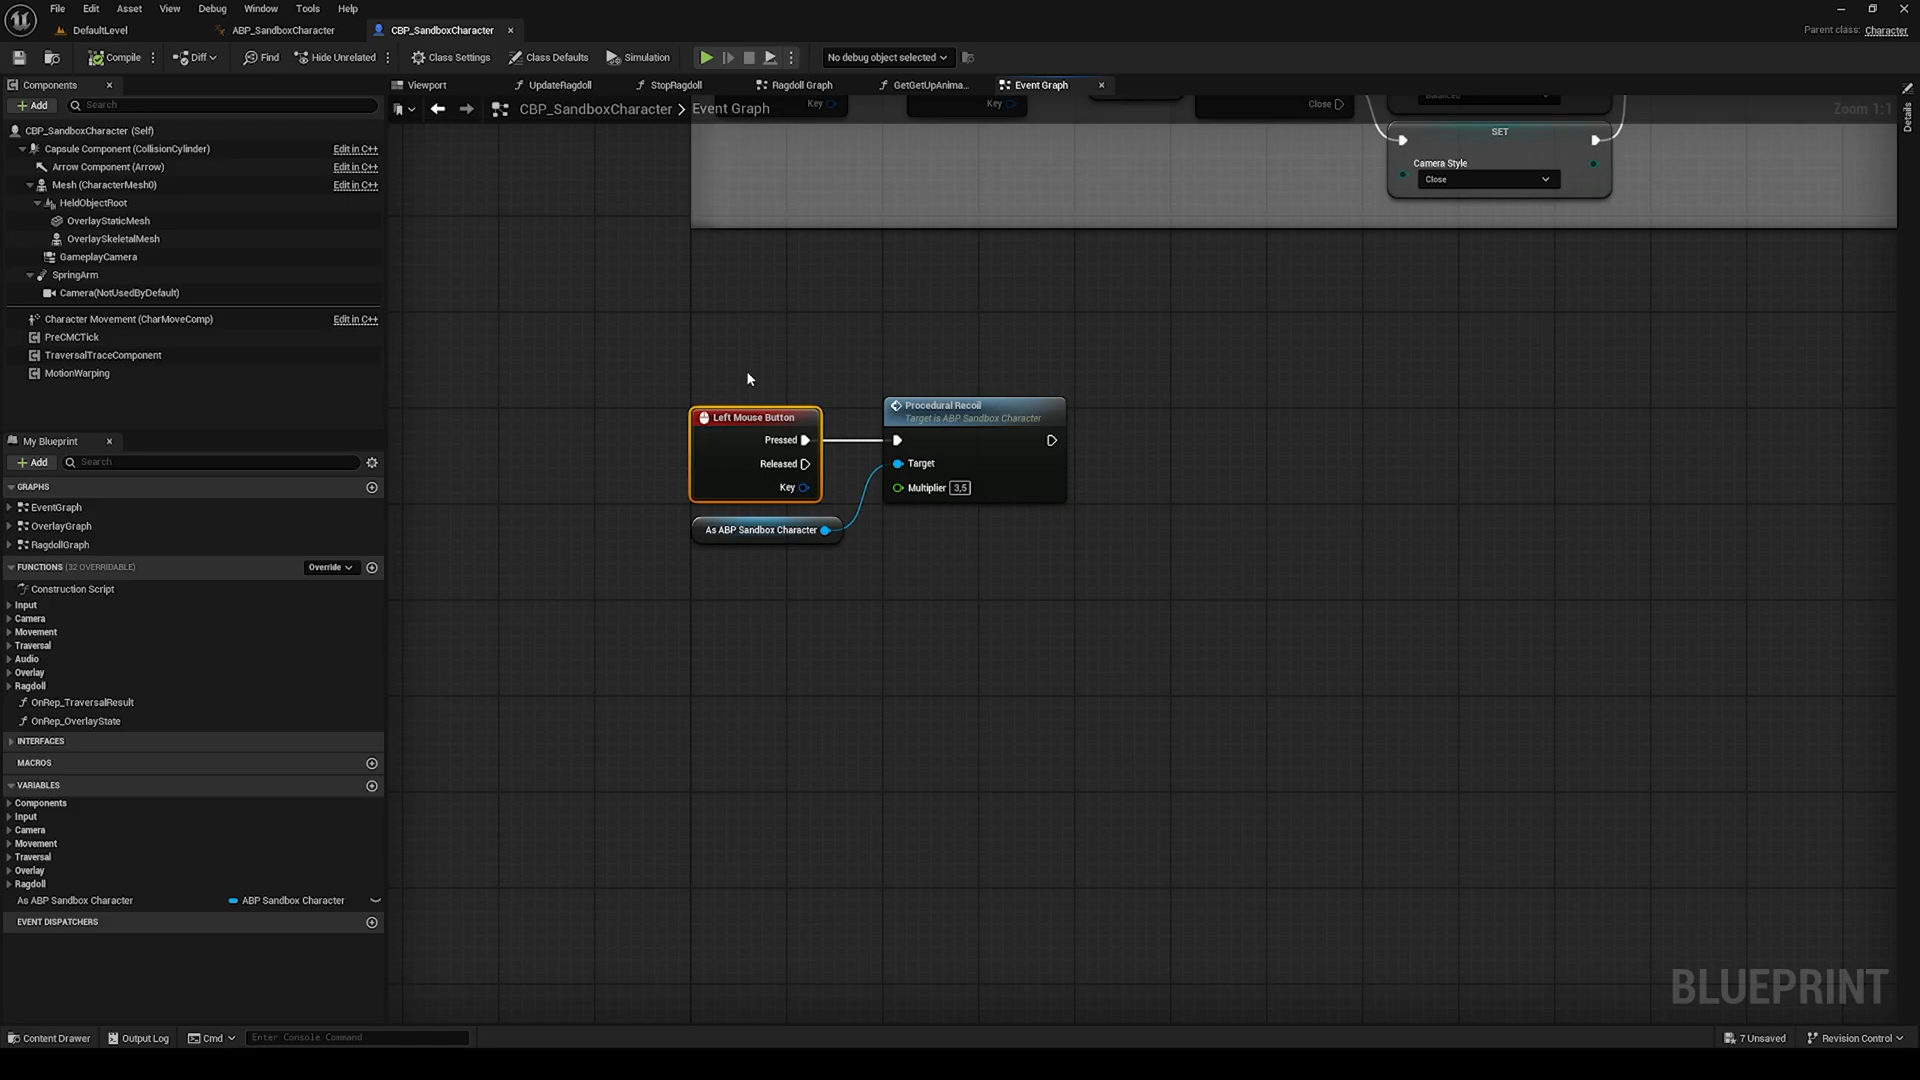 File Edit Asset View Debug Window Tools Help
DefaultLevel ABP_SandboxCharacter CBP_SandboxCharacter
Parent class: Character
Compile Diff Find Hide Unrelated Class Settings Class Defaults Simulation No debug object selected
Components
Viewport UpdateRagdoll StopRagdoll Ragdoll Graph GetGetUpAnima... Event Graph
Details
Add Search
CBP_SandboxCharacter > Event Graph
Zoom 1:1
Key
Key
Close
CBP_SandboxCharacter (Self)
Capsule Component (CollisionCylinder) Edit in C++
Arrow Component (Arrow) Edit in C++
Mesh (CharacterMesh0) Edit in C++
HeldObjectRoot
OverlayStaticMesh
OverlaySkeletalMesh
GameplayCamera
SpringArm
Camera(NotUsedByDefault)
Character Movement (CharMoveComp) Edit in C++
PreCMCTick
TraversalTraceComponent
MotionWarping
SET
Camera Style
Close
Left Mouse Button
Pressed
Released
Key
Procedural Recoil
Target is ABP Sandbox Character
Target
Multiplier 3,5
As ABP Sandbox Character
My Blueprint
Add Search
GRAPHS
EventGraph
OverlayGraph
RagdollGraph
FUNCTIONS (32 OVERRIDABLE) Override
Construction Script
Input
Camera
Movement
Traversal
Audio
Overlay
Ragdoll
OnRep_TraversalResult
OnRep_OverlayState
INTERFACES
MACROS
VARIABLES
Components
Input
Camera
Movement
Traversal
Overlay
Ragdoll
As ABP Sandbox Character ABP Sandbox Character
EVENT DISPATCHERS
BLUEPRINT
Content Drawer Output Log Cmd Enter Console Command
7 Unsaved Revision Control